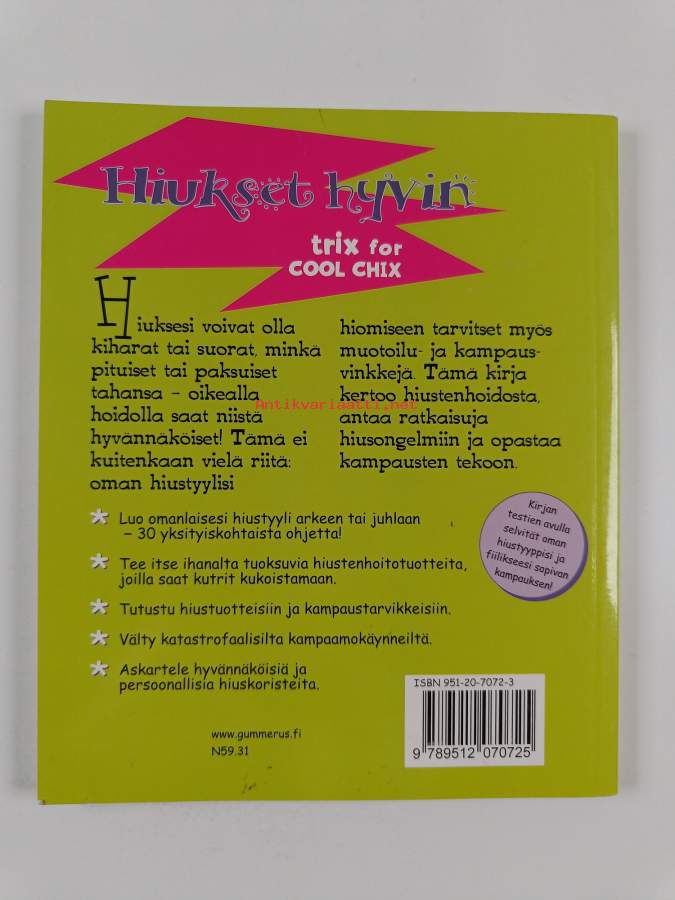 Hiukset hyvin
trix for
COOL CHIX
Hiuksesi voivat olla
kiharat tai suorat, minkä
pituiset tai paksuiset
tahansa – oikealla
hoidolla saat niistä
hyvännäköiset! Tämä ei
kuitenkaan vielä riitä:
oman hiustyylisi
hiomiseen tarvitset myös
muotoilu- ja kampaus-
vinkkejä. Tämä kirja
kertoo hiustenhoidosta,
antaa ratkaisuja
hiusongelmiin ja opastaa
kampausten tekoon.
Antikvariaatti.net
* Luo omanlaisesi hiustyyli arkeen tai juhlaan
– 30 yksityiskohtaista ohjetta!
* Tee itse ihanalta tuoksuvia hiustenhoitotuotteita,
joilla saat kutrit kukoistamaan.
* Tutustu hiustuotteisiin ja kampaustarvikkeisiin.
* Välty katastrofaalisilta kampaamokäynneiltä.
* Askartele hyvännäköisiä ja
persoonallisia hiuskoristeita.
Kirjan
testien avulla
selvität oman
hiustyyppisi ja
fiilikseesi sopivan
kampauksen!
www.gummerus.fi
N59.31
ISBN 951-20-7072-3
9 789512 070725